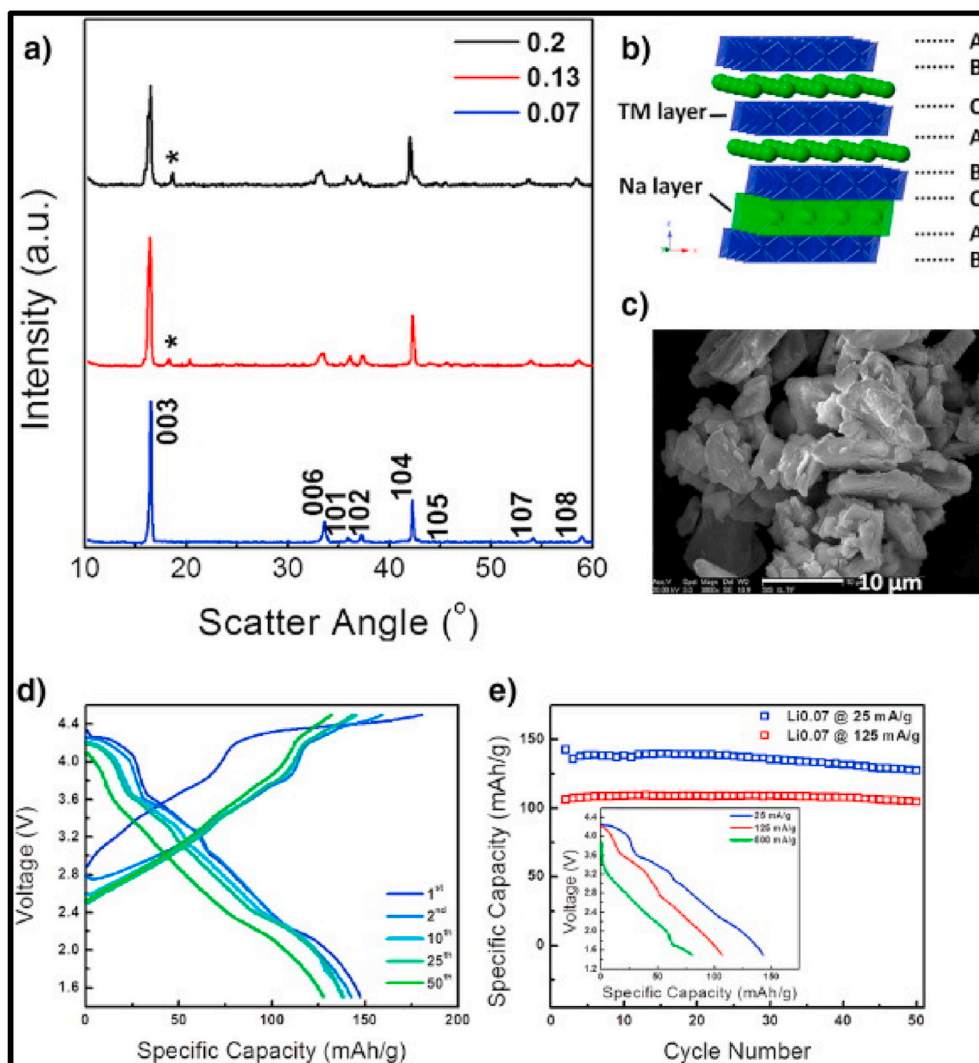 a)
0.2
0.13
0.07
*
*
003
006
101
102
104
105
107
108
Intensity (a.u.)
10 20 30 40 50 60
Scatter Angle (°)
b)
TM layer
Na layer
A
B
C
A
B
C
A
B
c)
10 µm
d)
4.4
4.0
3.6
3.2
2.8
2.4
2.0
1.6
Voltage (V)
1st
2nd
10th
25th
50th
0 50 100 150 200
Specific Capacity (mAh/g)
e)
Li0.07 @ 25 mA/g
Li0.07 @ 125 mA/g
150
100
50
0
Specific Capacity (mAh/g)
25 mA/g
125 mA/g
4.4
4.0
3.6
3.2
2.8
2.4
2.0
1.6
1.2
Voltage (V)
0 50 100 150
Specific Capacity (mAh/g)
0 10 20 30 40 50
Cycle Number